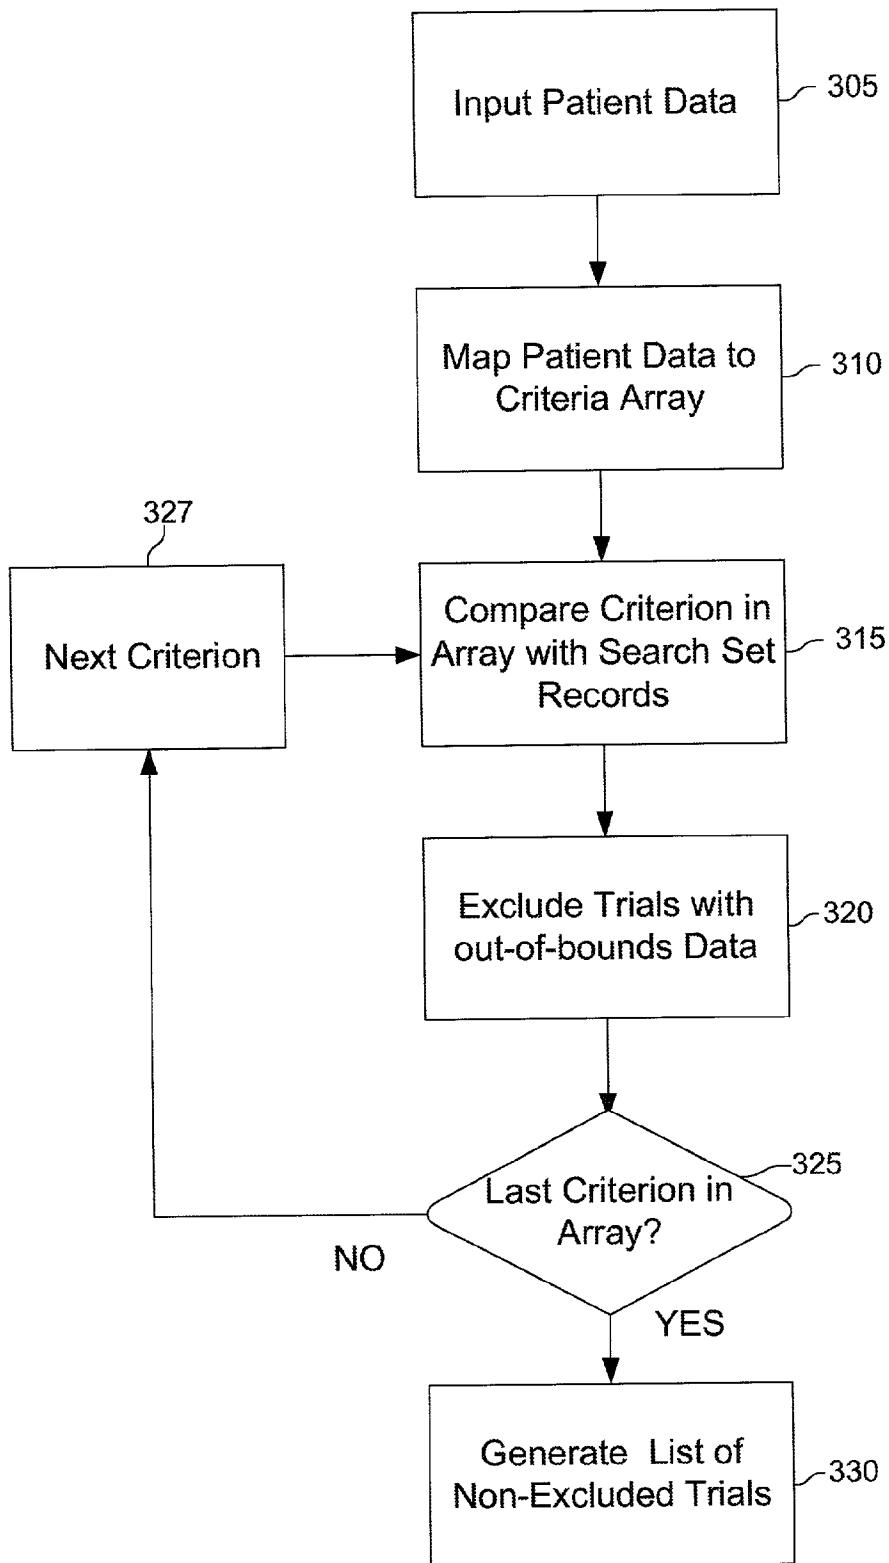 Input Patient Data
305
Map Patient Data to
Criteria Array
310
327
Next Criterion
Compare Criterion in
Array with Search Set
Records
315
Exclude Trials with
out-of-bounds Data
320
Last Criterion in
Array?
325
NO
YES
Generate List of
Non-Excluded Trials
330